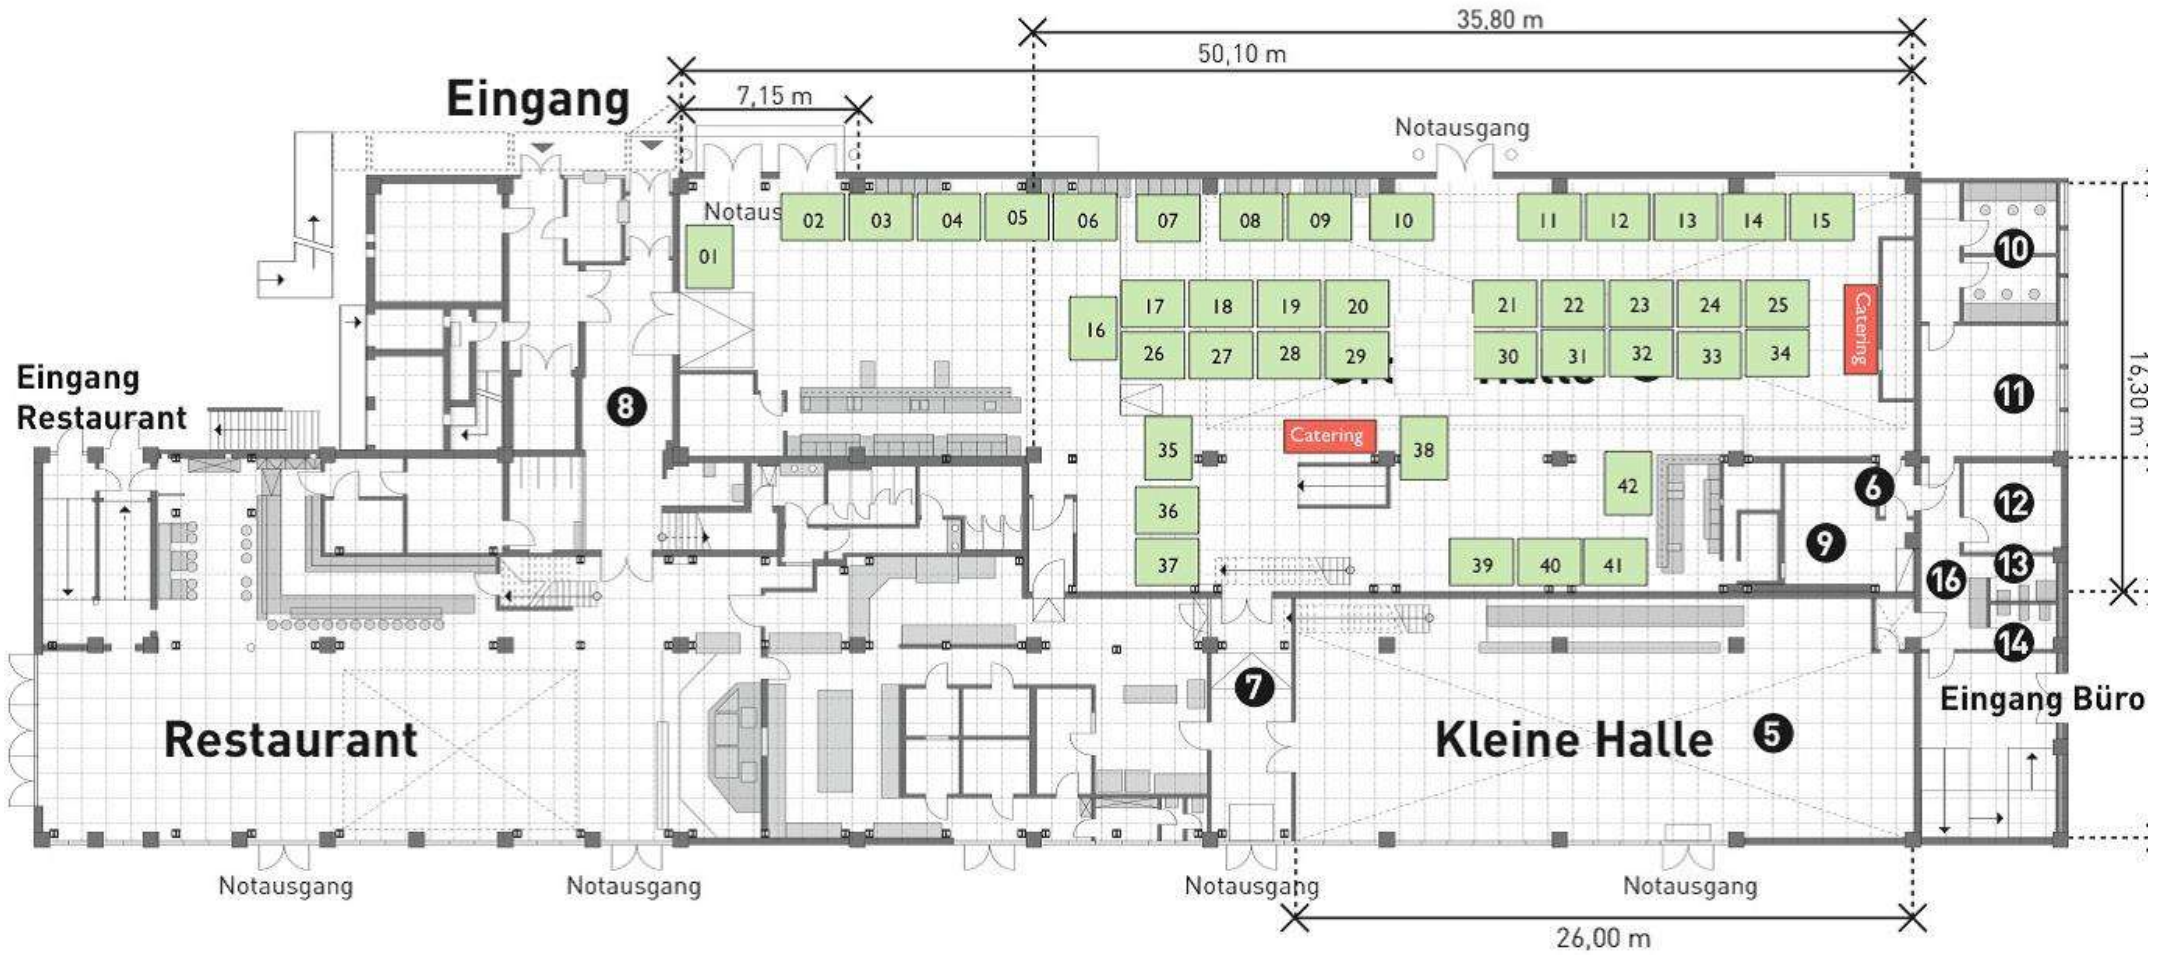 35,80 m
50,10 m
Eingang
7,15 m
Notausgang
Notaus
02
03
04
05
06
07
08
09
10
11
12
13
14
15
01
10
17
18
19
20
21
22
23
24
25
16
Catering
26
27
28
29
30
31
32
33
34
16,30 m
Eingang
Restaurant
8
11
Catering
35
38
42
6
12
36
9
37
39
40
41
13
16
14
7
Eingang Büro
Restaurant
Kleine Halle 5
Notausgang
Notausgang
Notausgang
Notausgang
26,00 m